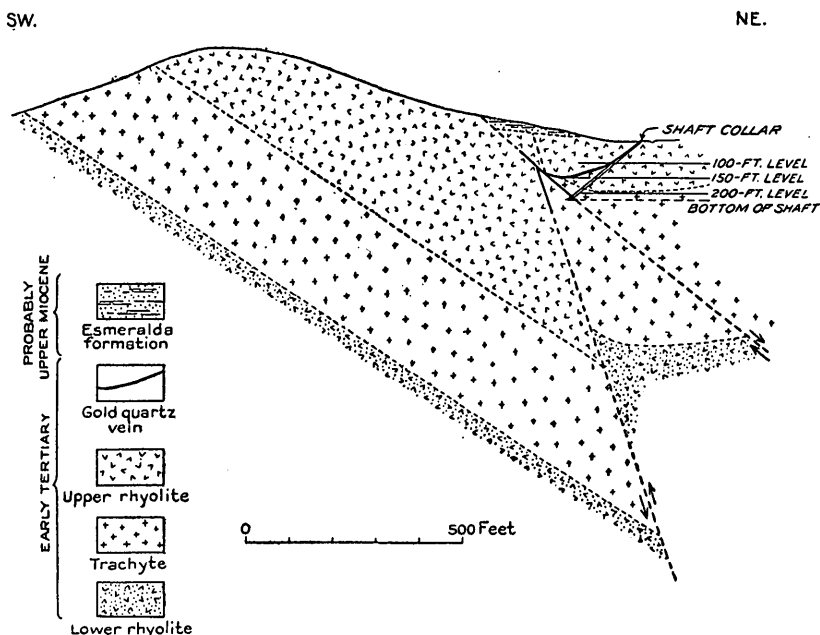 SW.
NE.
SHAFT COLLAR
100-FT. LEVEL
150-FT. LEVEL
200-FT. LEVEL
BOTTOM OF SHAFT
PROBABLY
UPPER MIOCENE
Esmeralda
formation
EARLY TERTIARY
Gold quartz
vein
Upper rhyolite
Trachyte
Lower rhyolite
0
500 Feet